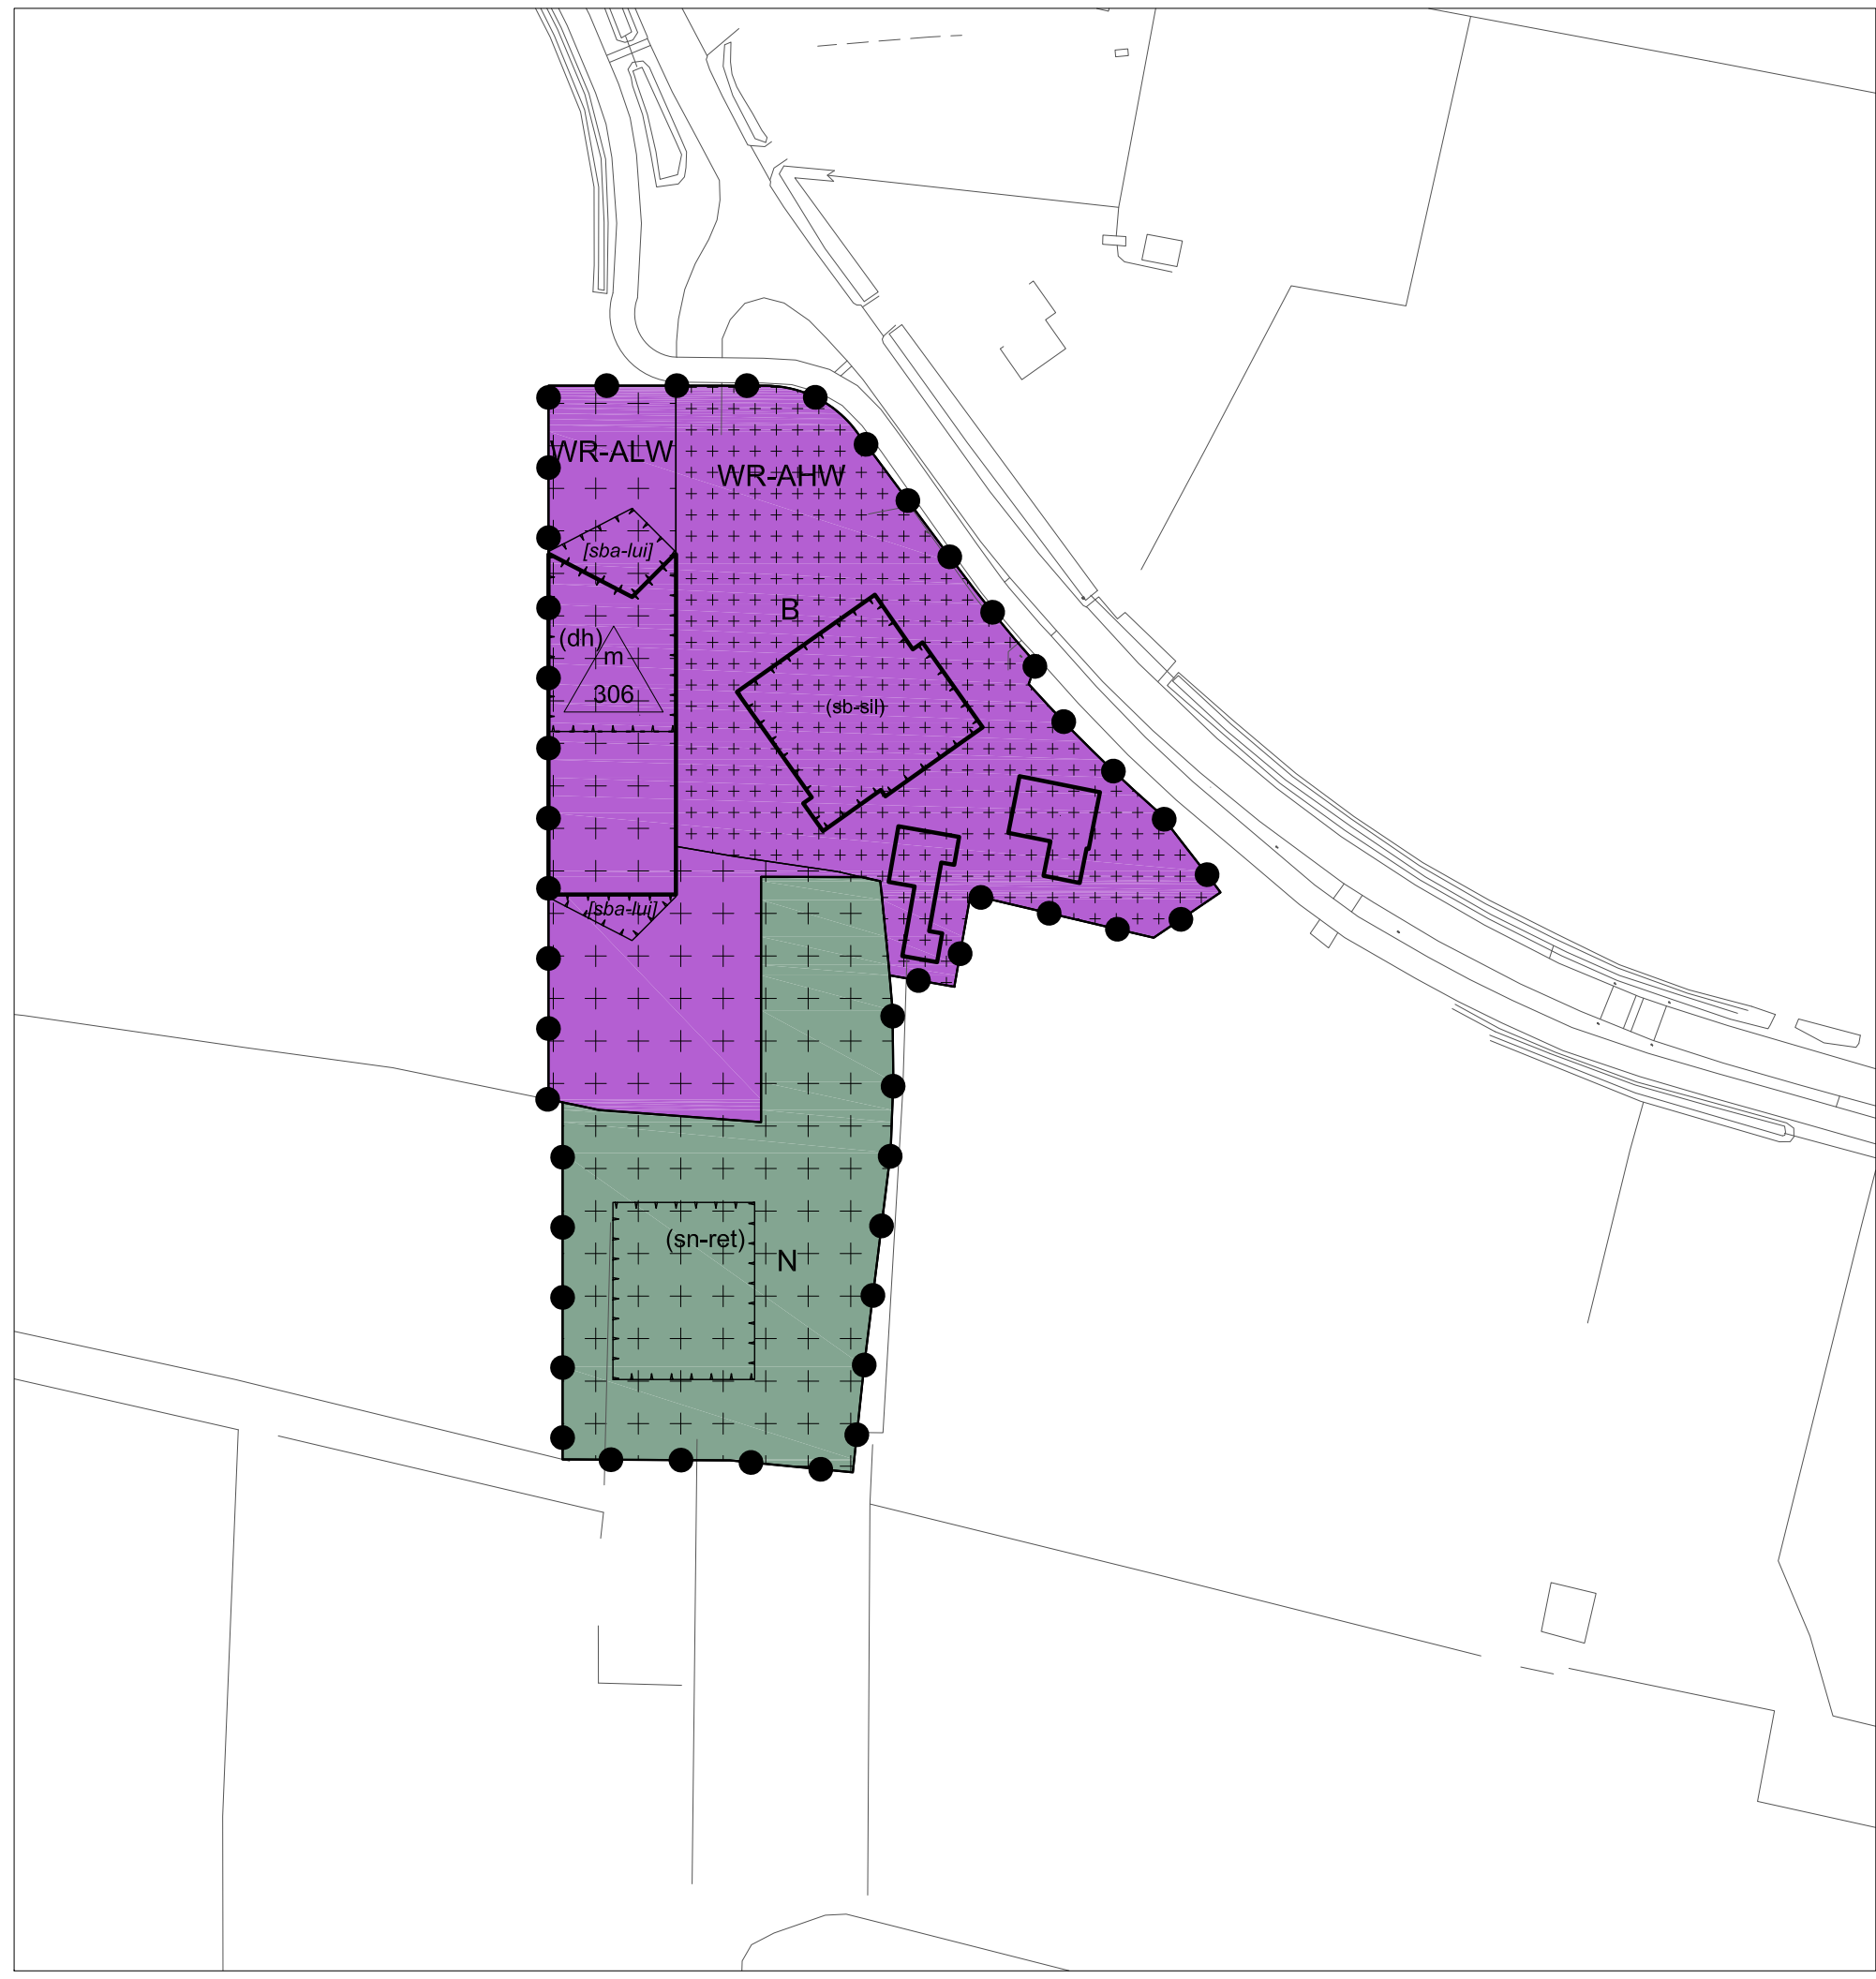 WR-ALW
WR-AHW
[sba-lui]
B
(dh)
m
306
(sb-sil)
[sba-lui]
(sn-ret)
N